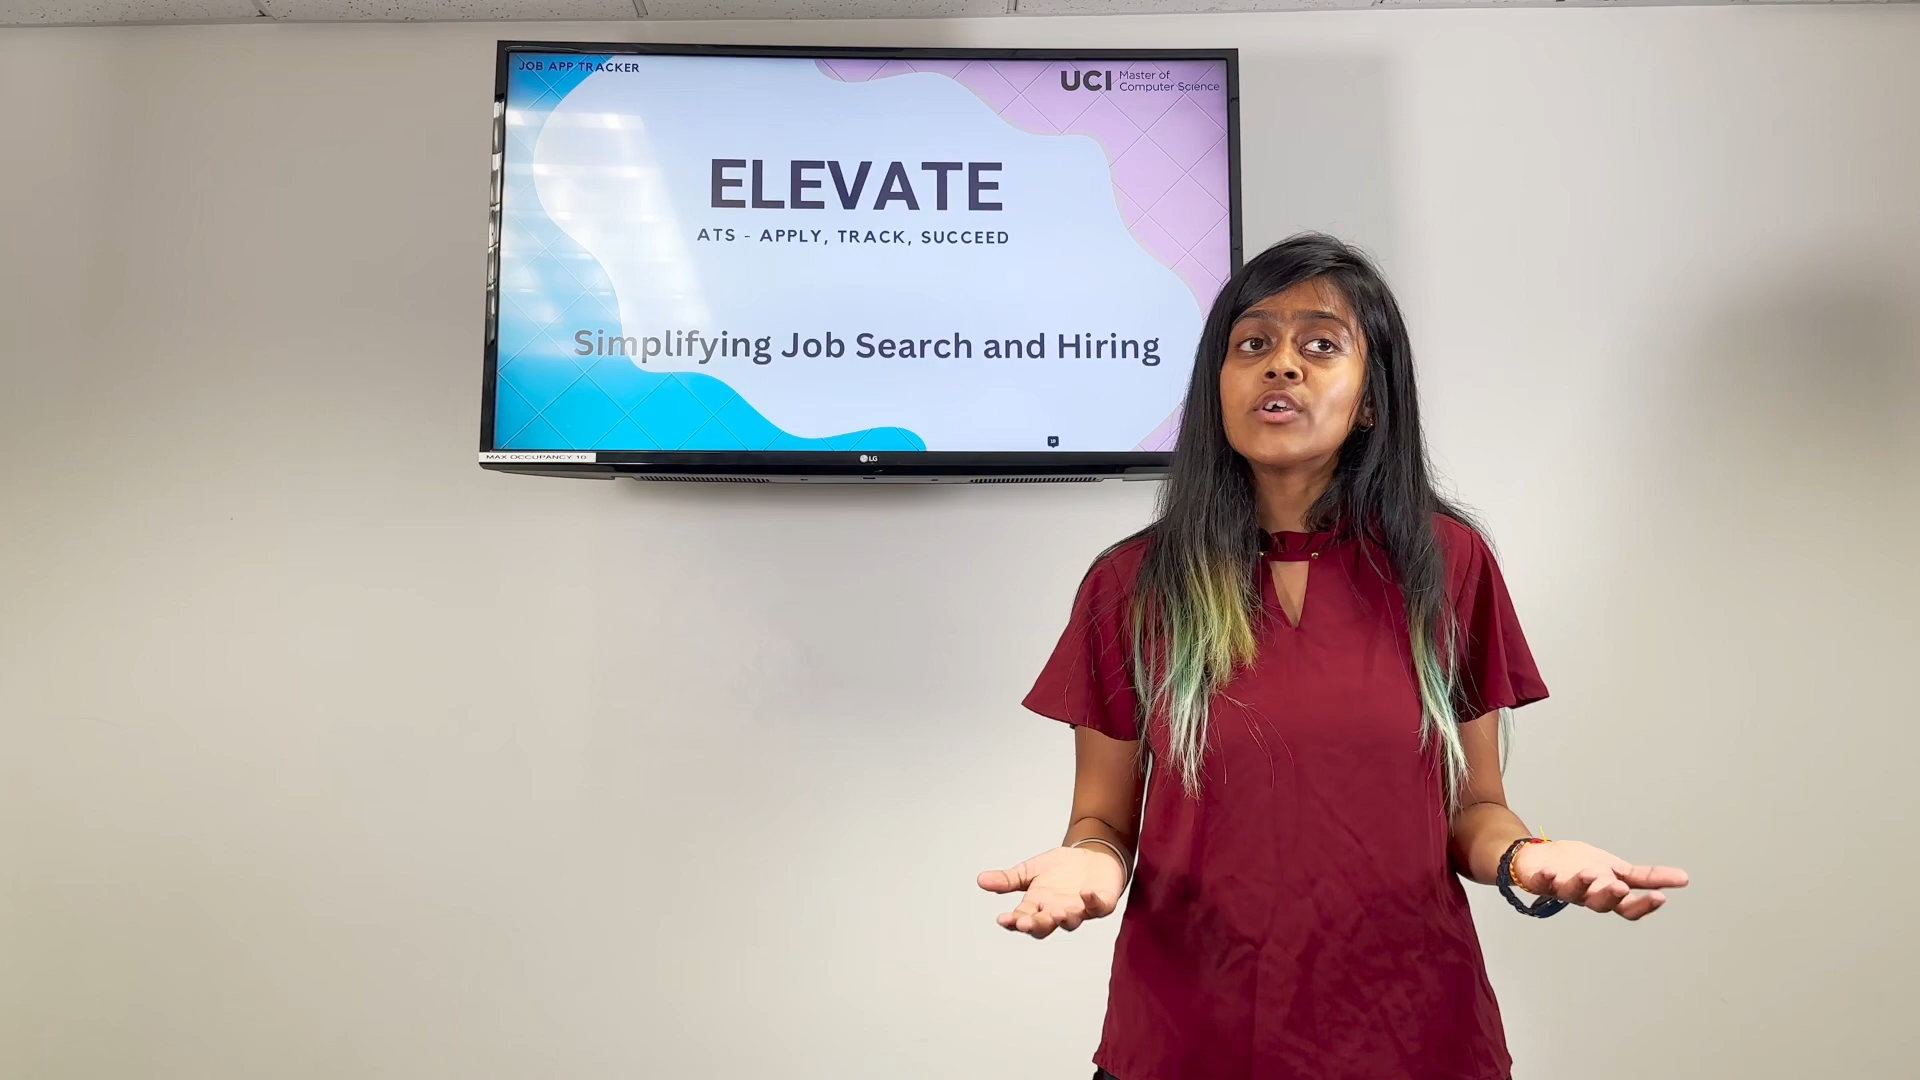 JOB APP TRACKER
UCI Master of
Computer Science
ELEVATE
ATS - APPLY, TRACK, SUCCEED
Simplifying Job Search and Hiring
MAX OCCUPANCY 10
LG